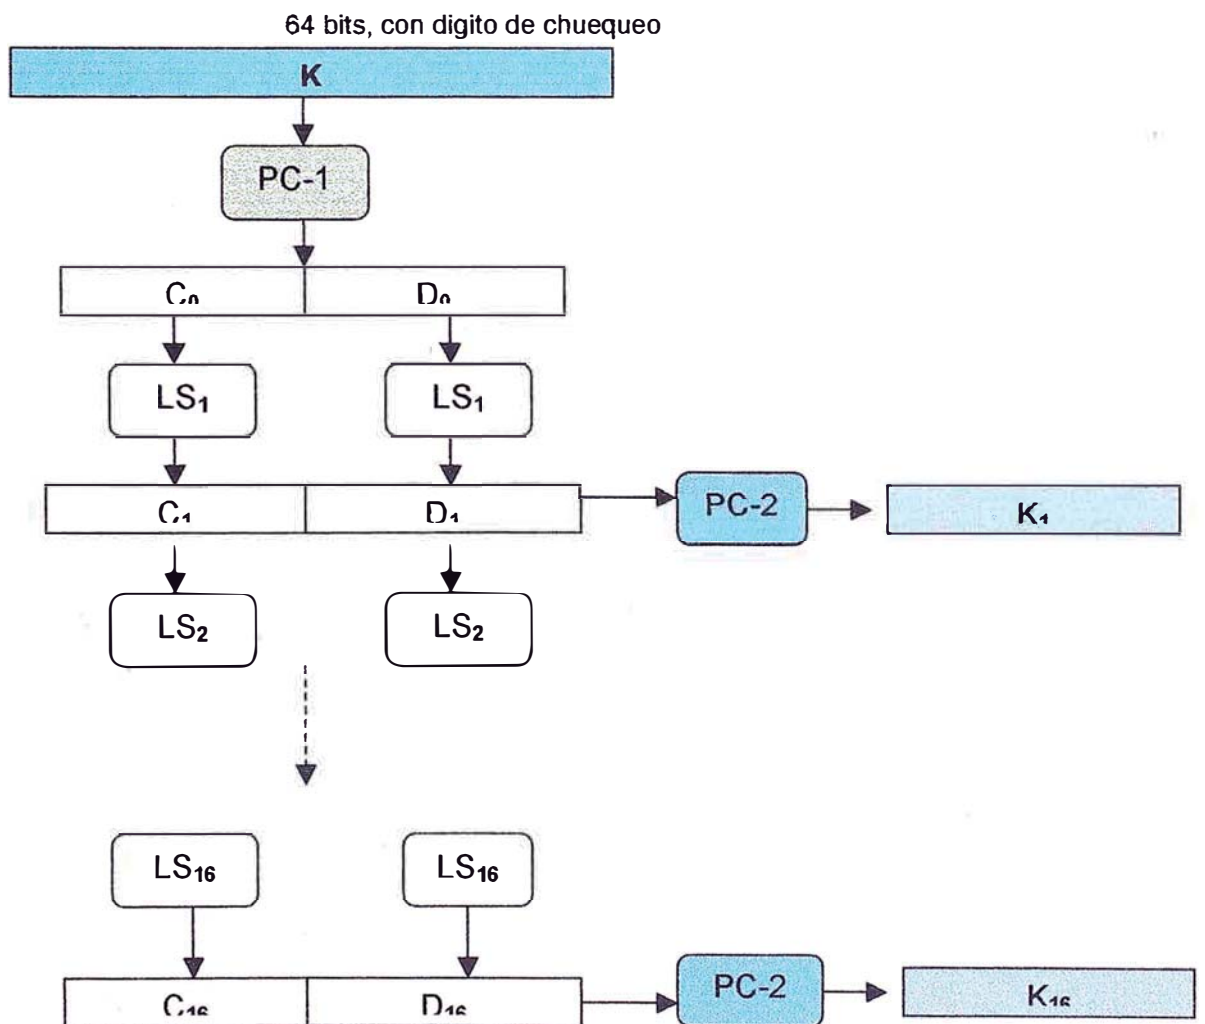 64 bits, con digito de chuequeo
K
PC-1
C₀ D₀
LS₁ LS₁
C₁ D₁ PC-2 K₁
LS₂ LS₂
LS₁₆ LS₁₆
C₁₆ D₁₆ PC-2 K₁₆